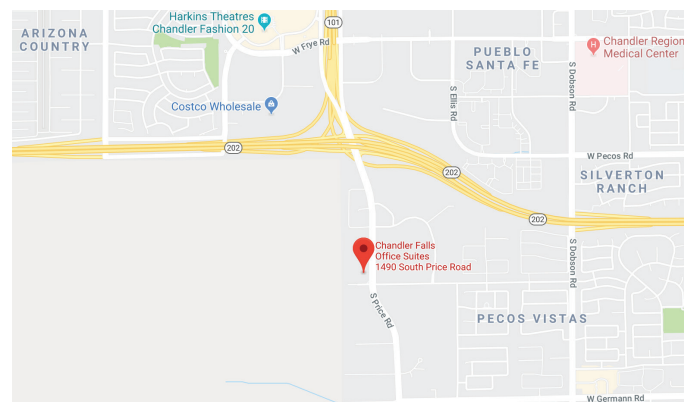 Harkins Theatres
Chandler Fashion 20
101
ARIZONA
COUNTRY
W Frye Rd
PUEBLO
SANTA FE
Chandler Region
Medical Center
S Ellis Rd
S Dobson Rd
Costco Wholesale
202
W Pecos Rd
202
SILVERTON
RANCH
202
Chandler Falls
Office Suites
1490 South Price Road
S Dobson Rd
S Price Rd
PECOS VISTAS
W Germann Rd